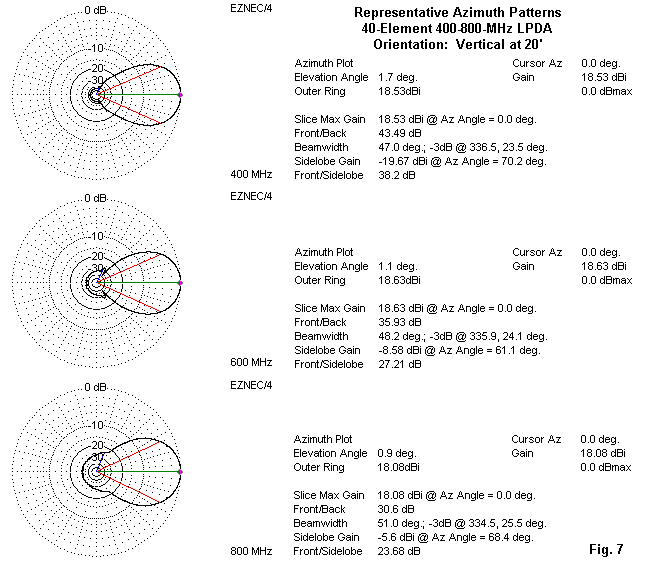 Representative Azimuth Patterns
40-Element 400-800-MHz LPDA
Orientation: Vertical at 20'
0 dB
EZNEC/4
-10
-20
-30
400 MHz
Azimuth Plot
Cursor Az 0.0 deg.
Elevation Angle 1.7 deg.
Gain 18.53 dBi
Outer Ring 18.53dBi
0.0 dBmax
Slice Max Gain 18.53 dBi @ Az Angle = 0.0 deg.
Front/Back 43.49 dB
Beamwidth 47.0 deg.; -3dB @ 336.5, 23.5 deg.
Sidelobe Gain -19.67 dBi @ Az Angle = 70.2 deg.
Front/Sidelobe 38.2 dB
0 dB
EZNEC/4
-10
-20
30
600 MHz
Azimuth Plot
Cursor Az 0.0 deg.
Elevation Angle 1.1 deg.
Gain 18.63 dBi
Outer Ring 18.63dBi
0.0 dBmax
Slice Max Gain 18.63 dBi @ Az Angle = 0.0 deg.
Front/Back 35.93 dB
Beamwidth 48.2 deg.; -3dB @ 335.9, 24.1 deg.
Sidelobe Gain -8.58 dBi @ Az Angle = 61.1 deg.
Front/Sidelobe 27.21 dB
0 dB
EZNEC/4
-10
-20
-30
800 MHz
Azimuth Plot
Cursor Az 0.0 deg.
Elevation Angle 0.9 deg.
Gain 18.08 dBi
Outer Ring 18.08dBi
0.0 dBmax
Slice Max Gain 18.08 dBi @ Az Angle = 0.0 deg.
Front/Back 30.6 dB
Beamwidth 51.0 deg.; -3dB @ 334.5, 25.5 deg.
Sidelobe Gain -5.6 dBi @ Az Angle = 68.4 deg.
Front/Sidelobe 23.68 dB
Fig. 7